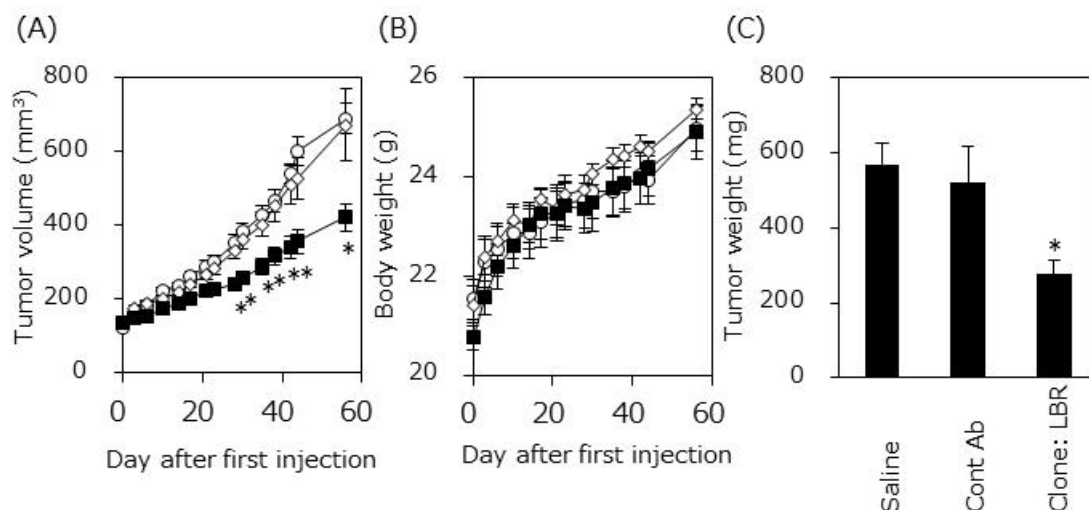 (A)
Tumor volume (mm³)
800
600
400
200
0
0 20 40 60
Day after first injection
*
*
*
*
*
*
*
(B)
Body weight (g)
26
24
22
20
0 20 40 60
Day after first injection
(C)
Tumor weight (mg)
800
600
400
200
0
*
Saline
Cont Ab
Clone: LBR